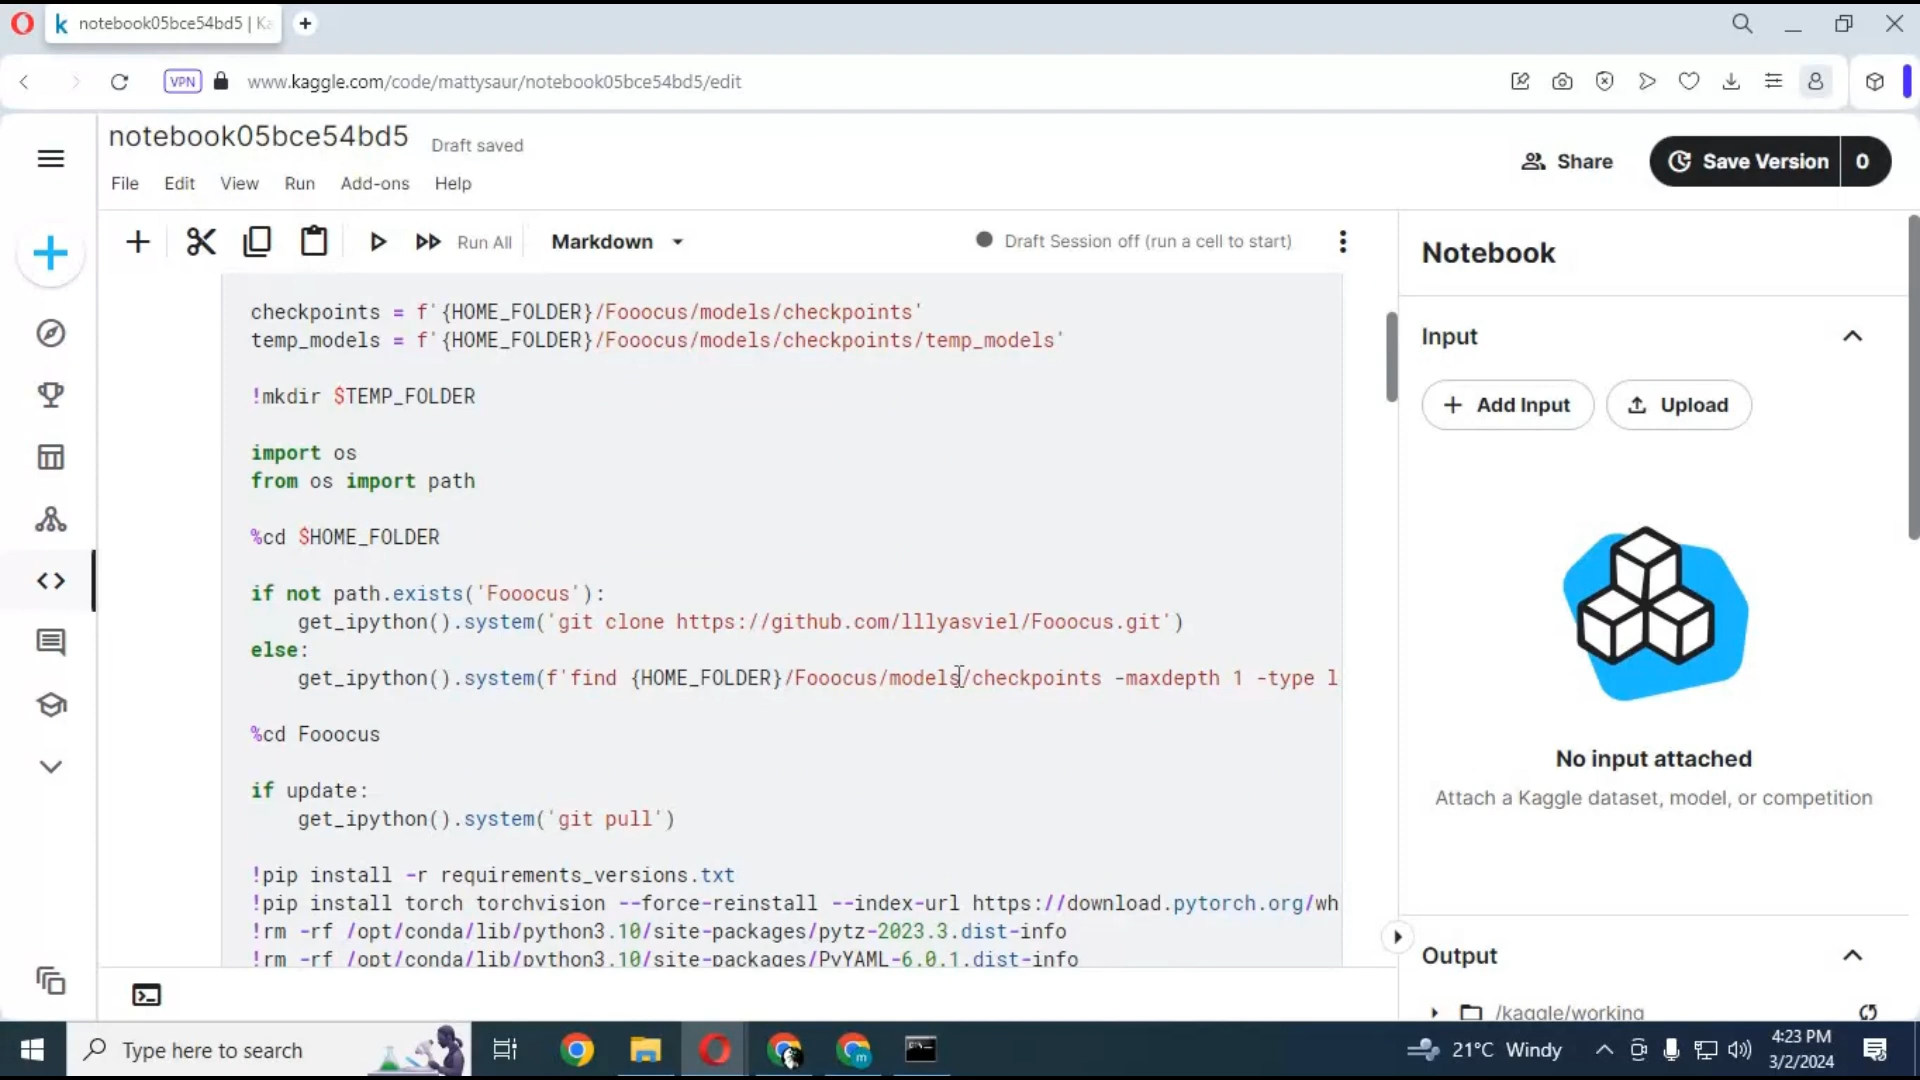 notebook05bce54bd5 | Ka
VPN
www.kaggle.com/code/mattysaur/notebook05bce54bd5/edit
notebook05bce54bd5
Draft saved
File Edit View Run Add-ons Help
Share
Save Version
0
Run All
Markdown
Draft Session off (run a cell to start)
checkpoints = f'{HOME_FOLDER}/Fooocus/models/checkpoints'
temp_models = f'{HOME_FOLDER}/Fooocus/models/checkpoints/temp_models'
!mkdir $TEMP_FOLDER
import os
from os import path
%cd $HOME_FOLDER
if not path.exists('Fooocus'):
get_ipython().system('git clone https://github.com/lllyasviel/Fooocus.git')
else:
get_ipython().system(f'find {HOME_FOLDER}/Fooocus/models/checkpoints -maxdepth 1 -type l
%cd Fooocus
if update:
get_ipython().system('git pull')
!pip install -r requirements_versions.txt
!pip install torch torchvision --force-reinstall --index-url https://download.pytorch.org/wh
!rm -rf /opt/conda/lib/python3.10/site-packages/pytz-2023.3.dist-info
!rm -rf /opt/conda/lib/python3.10/site-packages/PyYAML-6.0.1.dist-info
Notebook
Input
+ Add Input
Upload
No input attached
Attach a Kaggle dataset, model, or competition
Output
/kaggle/working
Type here to search
21°C Windy
4:23 PM
3/2/2024